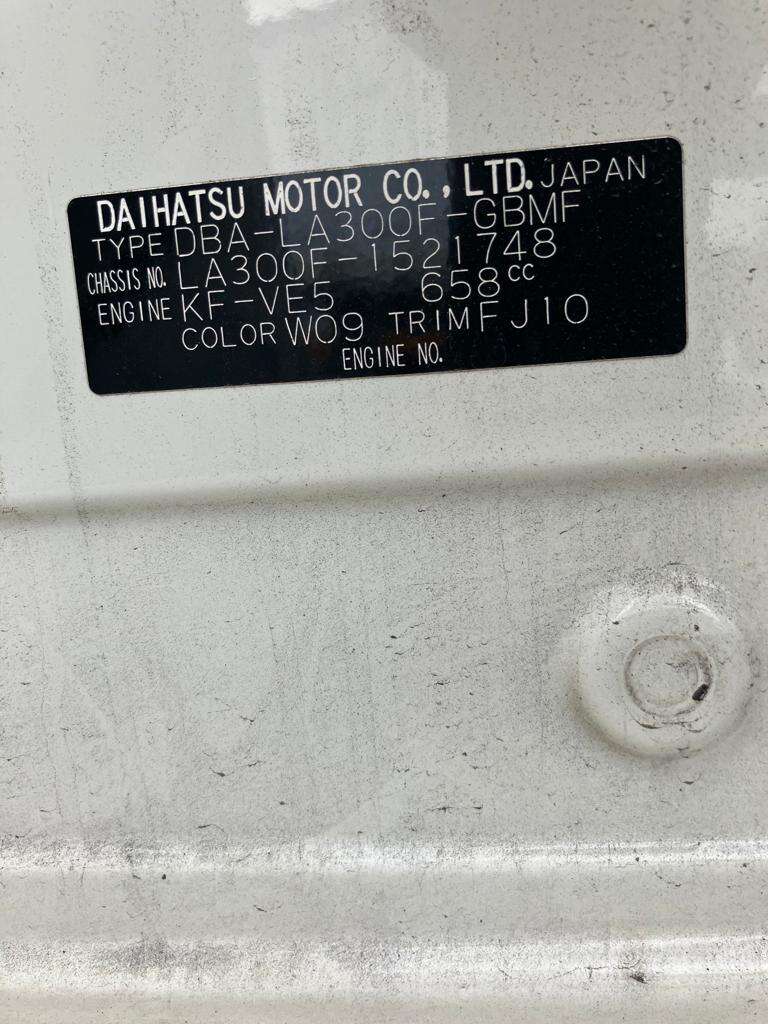 DAIHATSU MOTOR CO., LTD. JAPAN
TYPE DBA-LA300F-GBMF
CHASSIS NO. LA300F-1521748
ENGINE KF-VE5 658cc
COLOR W09 TRIM FJ10
ENGINE NO.